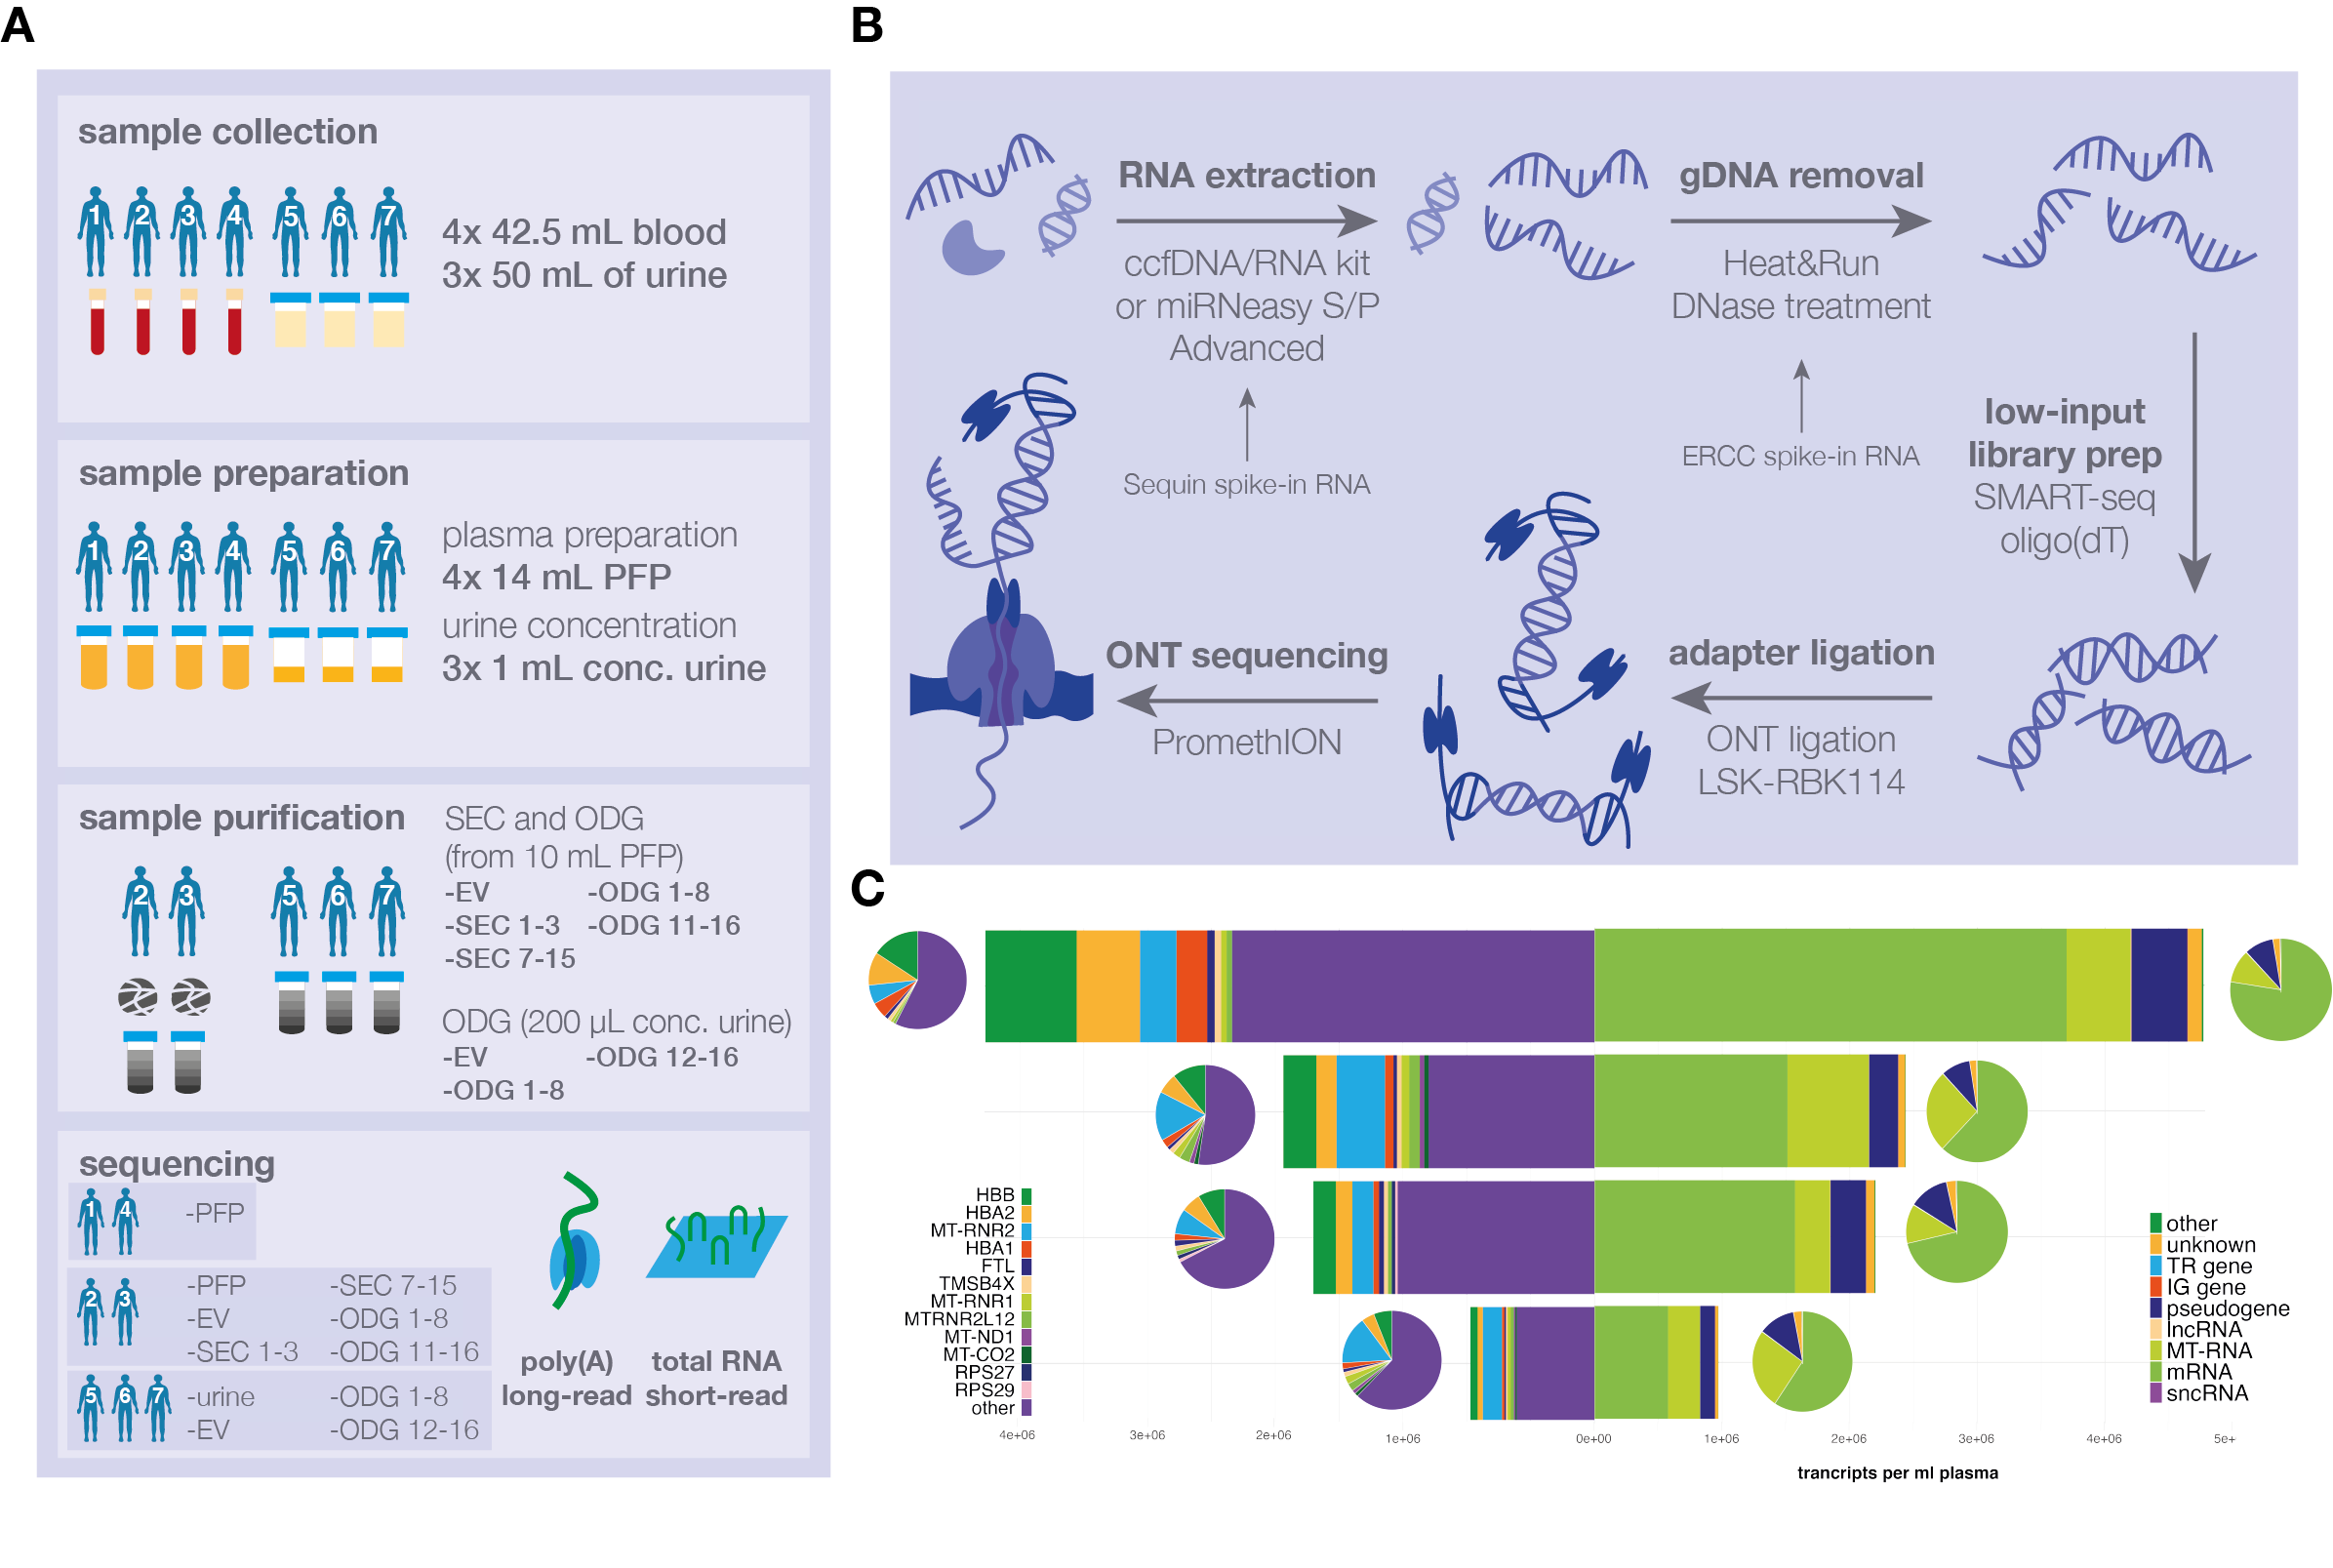 A
sample collection
1 2 3 4 5 6 7
4x 42.5 mL blood
3x 50 mL of urine
sample preparation
1 2 3 4 5 6 7
plasma preparation
4x 14 mL PFP
urine concentration
3x 1 mL conc. urine
sample purification
2 3 5 6 7
SEC and ODG
(from 10 mL PFP)
-EV -ODG 1-8
-SEC 1-3 -ODG 11-16
-SEC 7-15
ODG (200 µL conc. urine)
-EV -ODG 12-16
-ODG 1-8
sequencing
1 4 -PFP
2 3
-PFP -SEC 7-15
-EV -ODG 1-8
-SEC 1-3 -ODG 11-16
5 6 7
-urine -ODG 1-8
-EV -ODG 12-16
poly(A)
long-read
total RNA
short-read
B
RNA extraction
ccfDNA/RNA kit
or miRNeasy S/P
Advanced
Sequin spike-in RNA
gDNA removal
Heat&Run
DNase treatment
ERCC spike-in RNA
low-input
library prep
SMART-seq
oligo(dT)
adapter ligation
ONT ligation
LSK-RBK114
ONT sequencing
PromethION
C
HBB
HBA2
MT-RNR2
HBA1
FTL
TMSB4X
MT-RNR1
MTRNR2L12
MT-ND1
MT-CO2
RPS27
RPS29
other
other
unknown
TR gene
IG gene
pseudogene
lncRNA
MT-RNA
mRNA
sncRNA
4e+06 3e+06 2e+06 1e+06 0e+00 1e+06 2e+06 3e+06 4e+06 5e+
trancripts per ml plasma